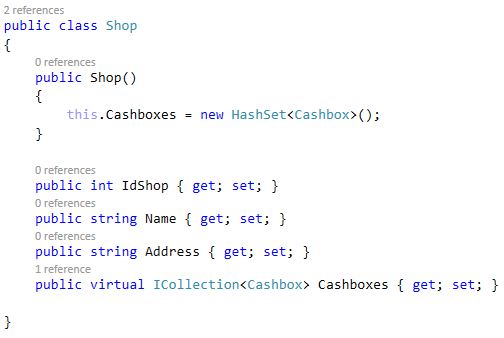 2 references
public class Shop
{
0 references
public Shop()
{
this.Cashboxes = new HashSet<Cashbox>();
}
0 references
public int IdShop { get; set; }
0 references
public string Name { get; set; }
0 references
public string Address { get; set; }
1 reference
public virtual ICollection<Cashbox> Cashboxes { get; set; }
}